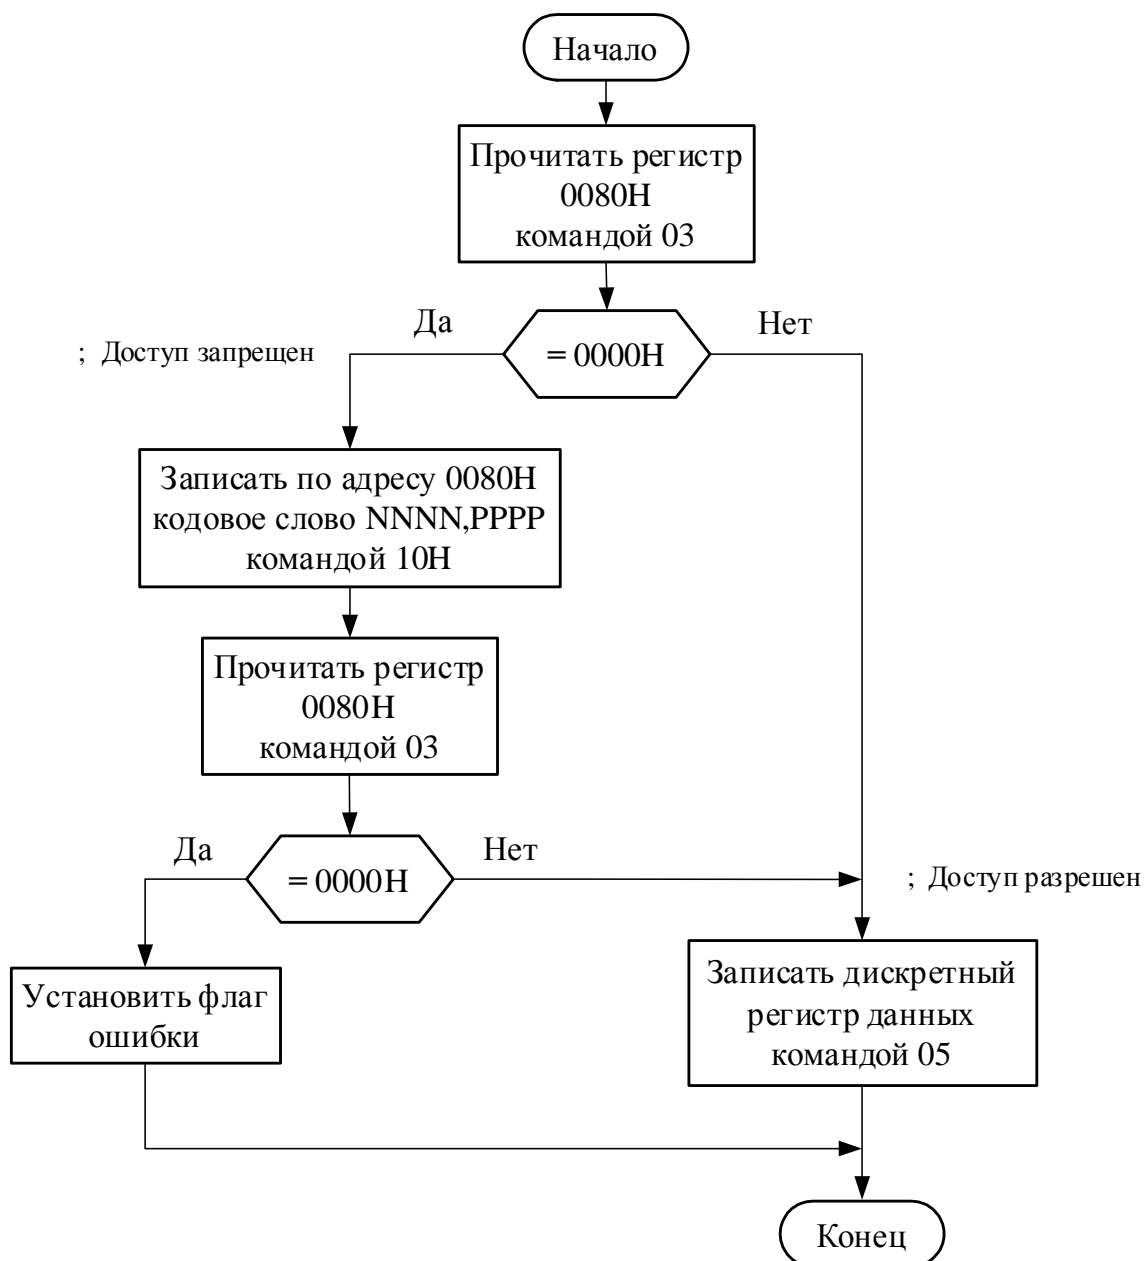 Начало
Прочитать регистр
0080H
командой 03
Да
Нет
; Доступ запрещен
= 0000H
Записать по адресу 0080H
кодовое слово NNNN,PPPP
командой 10H
Прочитать регистр
0080H
командой 03
Да
Нет
= 0000H
; Доступ разрешен
Установить флаг
ошибки
Записать дискретный
регистр данных
командой 05
Конец